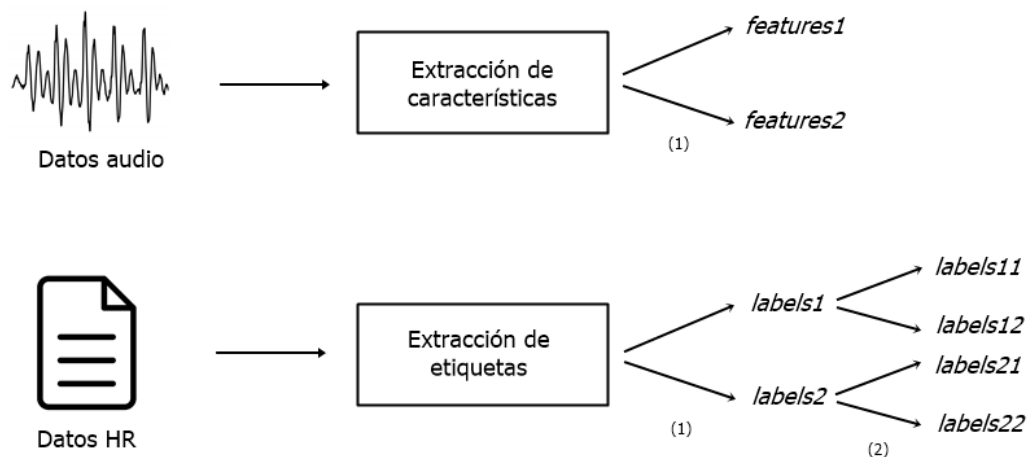 Datos audio
Extracción de
características
features1
features2
(1)
Datos HR
Extracción de
etiquetas
labels1
labels2
(1)
labels11
labels12
labels21
labels22
(2)